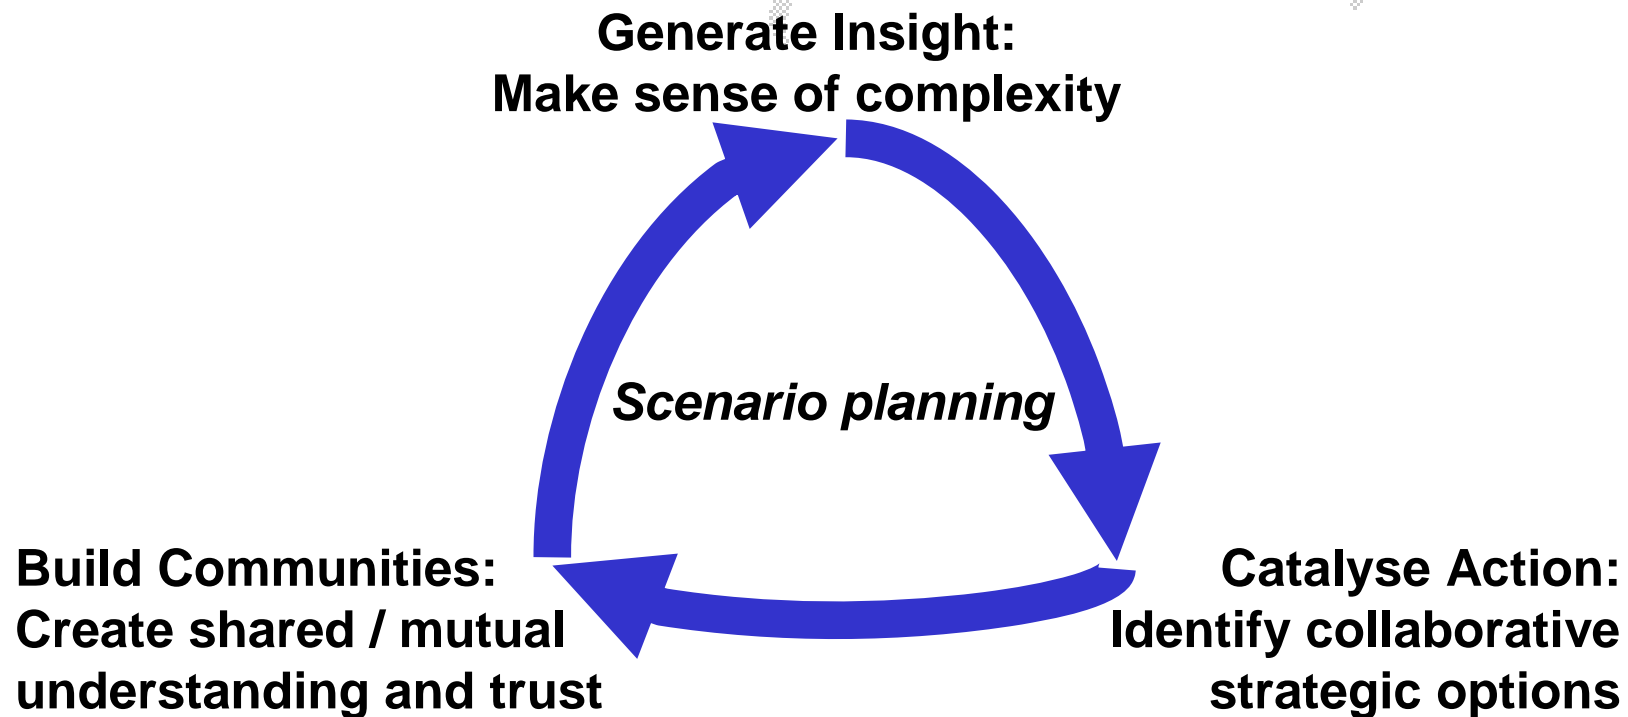 Generate Insight:
Make sense of complexity
Scenario planning
Build Communities:
Create shared / mutual
understanding and trust
Catalyse Action:
Identify collaborative
strategic options